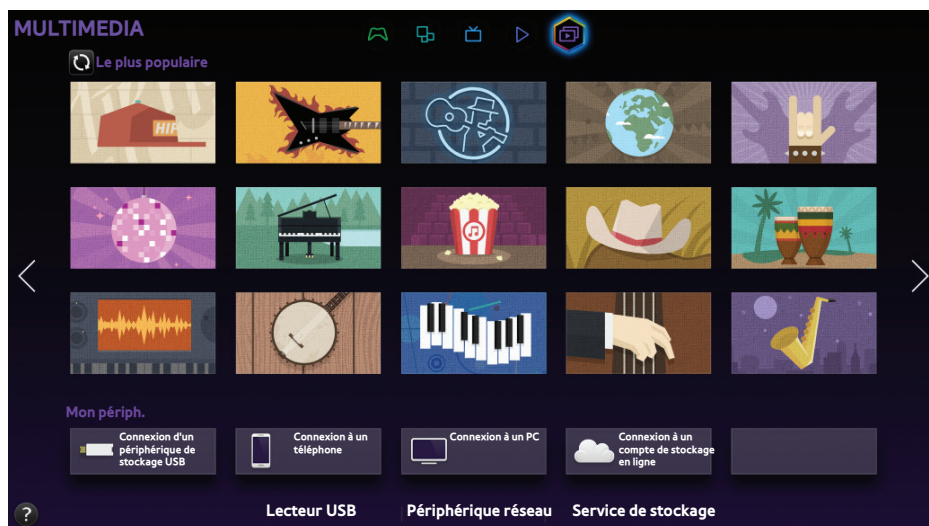 MULTIMEDIA
Le plus populaire
HIP
Mon périph.
Connexion d'un
périphérique de
stockage USB
Connexion à un
téléphone
Connexion à un PC
Connexion à un
compte de stockage
en ligne
?
Lecteur USB
Périphérique réseau
Service de stockage